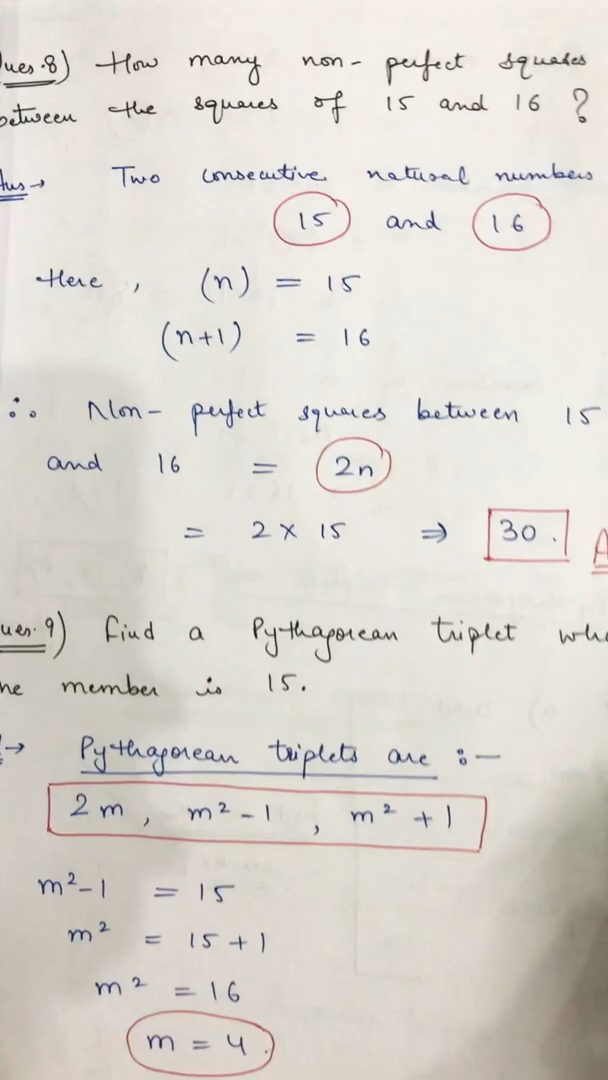 Ques.8) How many non-perfect squares
between the squares of 15 and 16 ?
Ans → Two consecutive natural numbers
15 and 16
Here , (n) = 15
(n+1) = 16
∴ Non-perfect squares between 15
and 16 = 2n
= 2 × 15 ⇒ 30.
Ques.9) Find a Pythagorean triplet
member is 15.
→ Pythagorean triplets are :-
2m, m² - 1, m² + 1
m² - 1 = 15
m² = 15 + 1
m² = 16
m = 4.